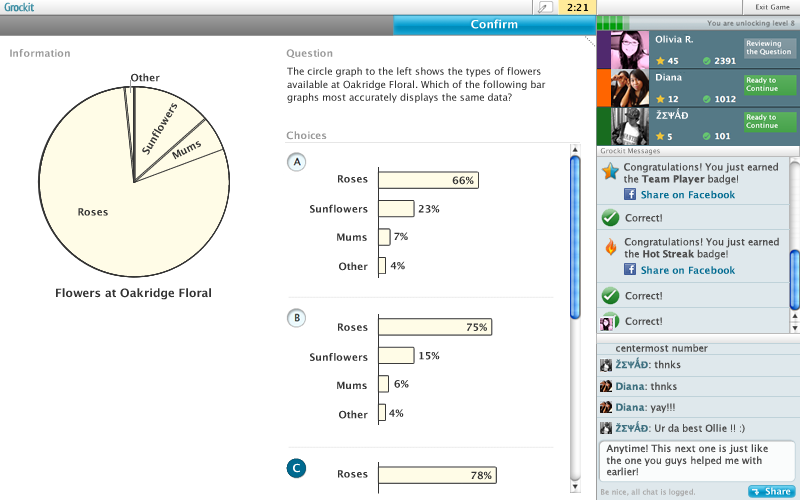 Grockit
2:21
Exit Game
Confirm
You are unlocking level 8
Information
Other
Sunflowers
Mums
Roses
Flowers at Oakridge Floral
Question
The circle graph to the left shows the types of flowers
available at Oakridge Floral. Which of the following bar
graphs most accurately displays the same data?
Choices
A
Roses 66%
Sunflowers 23%
Mums 7%
Other 4%
B
Roses 75%
Sunflowers 15%
Mums 6%
Other 4%
C
Roses 78%
Olivia R.
45 2391
Reviewing
the Question
Diana
12 1012
Ready to
Continue
ŽΣΨÅĐ
5 101
Ready to
Continue
Grockit Messages
Congratulations! You just earned
the Team Player badge!
Share on Facebook
Correct!
Congratulations! You just earned
the Hot Streak badge!
Share on Facebook
Correct!
Correct!
centermost number
ŽΣΨÅĐ: thnks
Diana: thnks
Diana: yay!!!
ŽΣΨÅĐ: Ur da best Ollie !! :)
Anytime! This next one is just like
the one you guys helped me with
earlier!
Be nice, all chat is logged.
Share